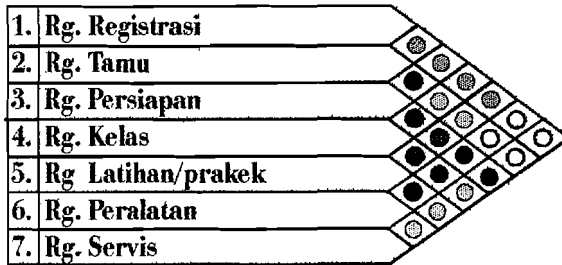 1. Rg. Registrasi
2. Rg. Tamu
3. Rg. Persiapan
4. Rg. Kelas
5. Rg Latihan/prakek
6. Rg. Peralatan
7. Rg. Servis